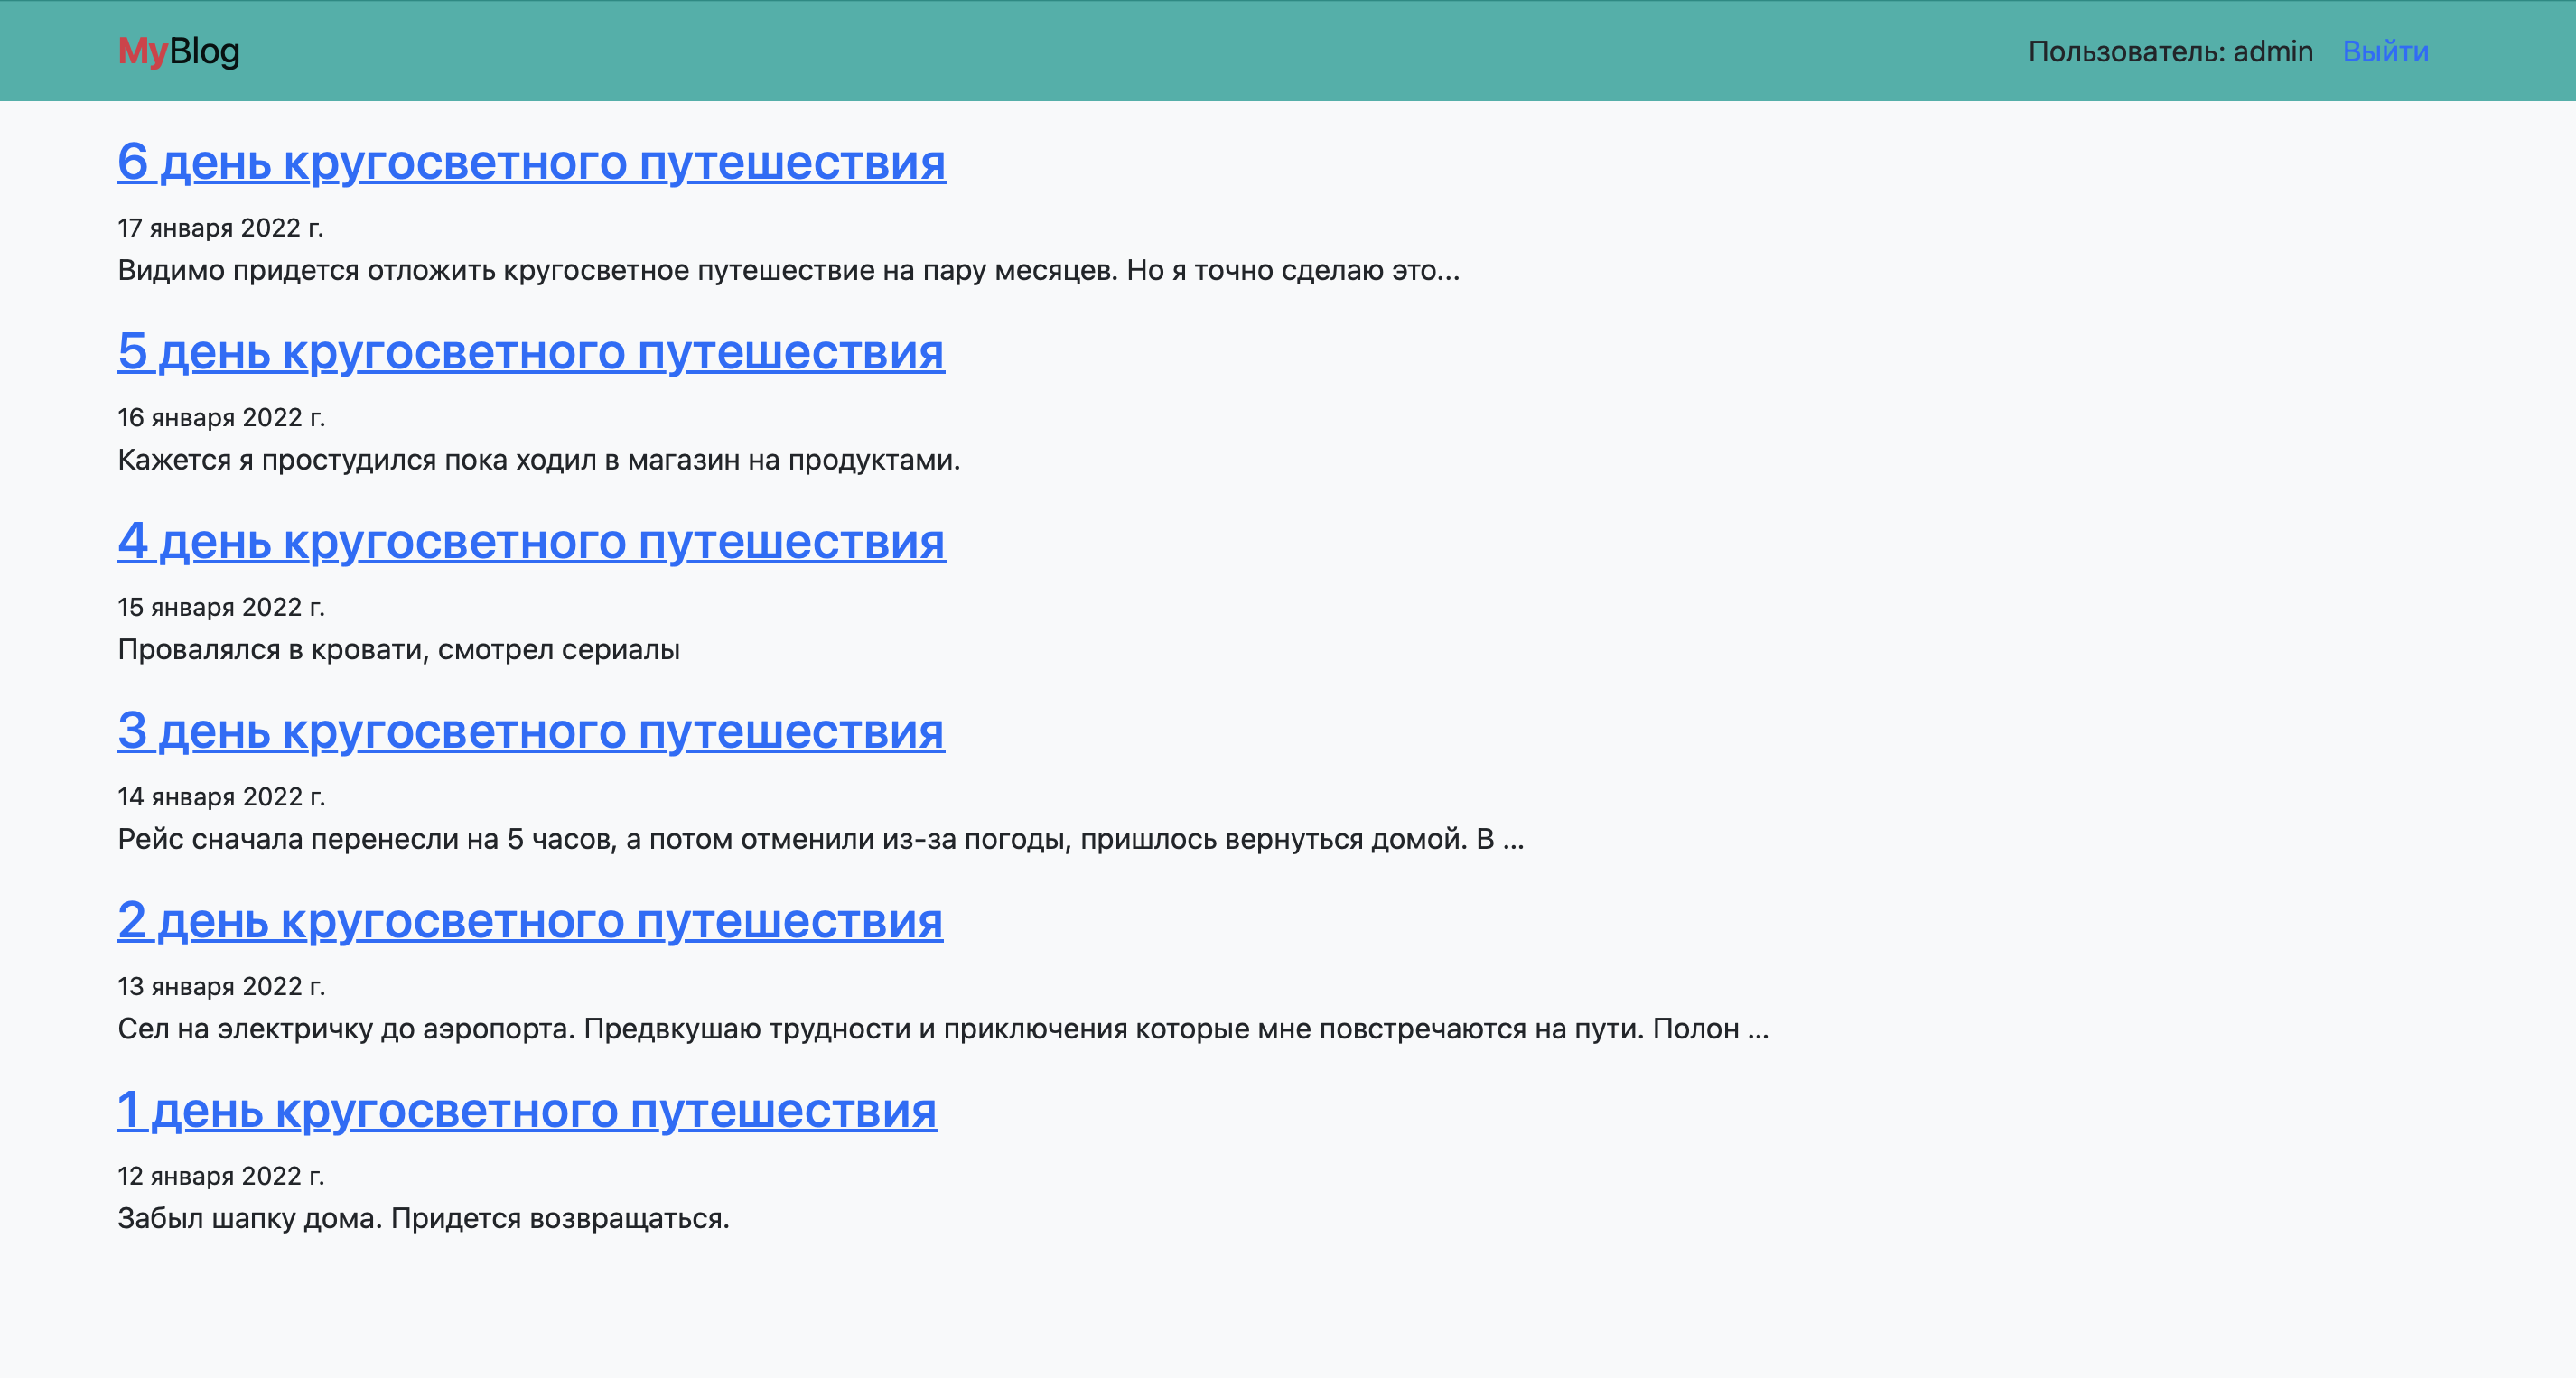 MyBlog
Пользователь: admin Выйти
6 день кругосветного путешествия
17 января 2022 г.
Видимо придется отложить кругосветное путешествие на пару месяцев. Но я точно сделаю это...
5 день кругосветного путешествия
16 января 2022 г.
Кажется я простудился пока ходил в магазин на продуктами.
4 день кругосветного путешествия
15 января 2022 г.
Провалялся в кровати, смотрел сериалы
3 день кругосветного путешествия
14 января 2022 г.
Рейс сначала перенесли на 5 часов, а потом отменили из-за погоды, пришлось вернуться домой. В ...
2 день кругосветного путешествия
13 января 2022 г.
Сел на электричку до аэропорта. Предвкушаю трудности и приключения которые мне повстречаются на пути. Полон ...
1 день кругосветного путешествия
12 января 2022 г.
Забыл шапку дома. Придется возвращаться.